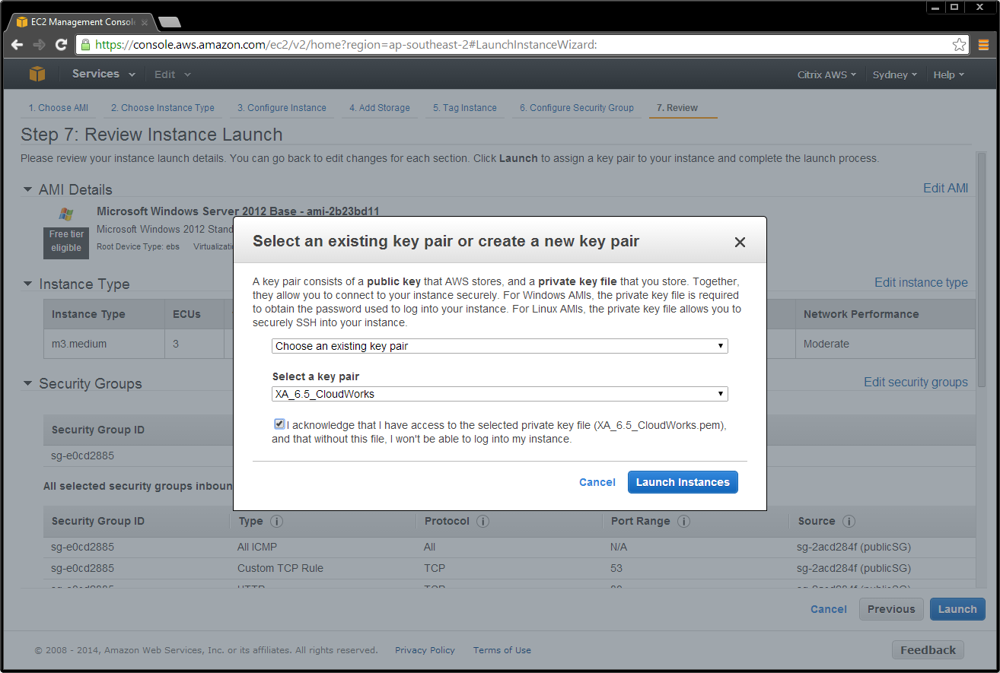 EC2 Management Consol
https://console.aws.amazon.com/ec2/v2/home?region=ap-southeast-2#LaunchInstanceWizard:
Services Edit Citrix AWS Sydney Help
1. Choose AMI 2. Choose Instance Type 3. Configure Instance 4. Add Storage 5. Tag Instance 6. Configure Security Group 7. Review
Step 7: Review Instance Launch
Please review your instance launch details. You can go back to edit changes for each section. Click Launch to assign a key pair to your instance and complete the launch process.
AMI Details Edit AMI
Microsoft Windows Server 2012 Base - ami-2b23bd11
Free tier eligible
Microsoft Windows 2012 Stand
Root Device Type: ebs Virtualizati
Select an existing key pair or create a new key pair
A key pair consists of a public key that AWS stores, and a private key file that you store. Together,
they allow you to connect to your instance securely. For Windows AMIs, the private key file is required
to obtain the password used to log into your instance. For Linux AMIs, the private key file allows you to
securely SSH into your instance.
Choose an existing key pair
Select a key pair
XA_6.5_CloudWorks
I acknowledge that I have access to the selected private key file (XA_6.5_CloudWorks.pem),
and that without this file, I won't be able to log into my instance.
Cancel Launch Instances
Instance Type Edit instance type
Instance Type ECUs Network Performance
m3.medium 3 Moderate
Security Groups Edit security groups
Security Group ID
sg-e0cd2885
All selected security groups inboun
Security Group ID Type Protocol Port Range Source
sg-e0cd2885 All ICMP All N/A sg-2acd284f (publicSG)
sg-e0cd2885 Custom TCP Rule TCP 53 sg-2acd284f (publicSG)
Cancel Previous Launch
© 2008 - 2014, Amazon Web Services, Inc. or its affiliates. All rights reserved. Privacy Policy Terms of Use
Feedback